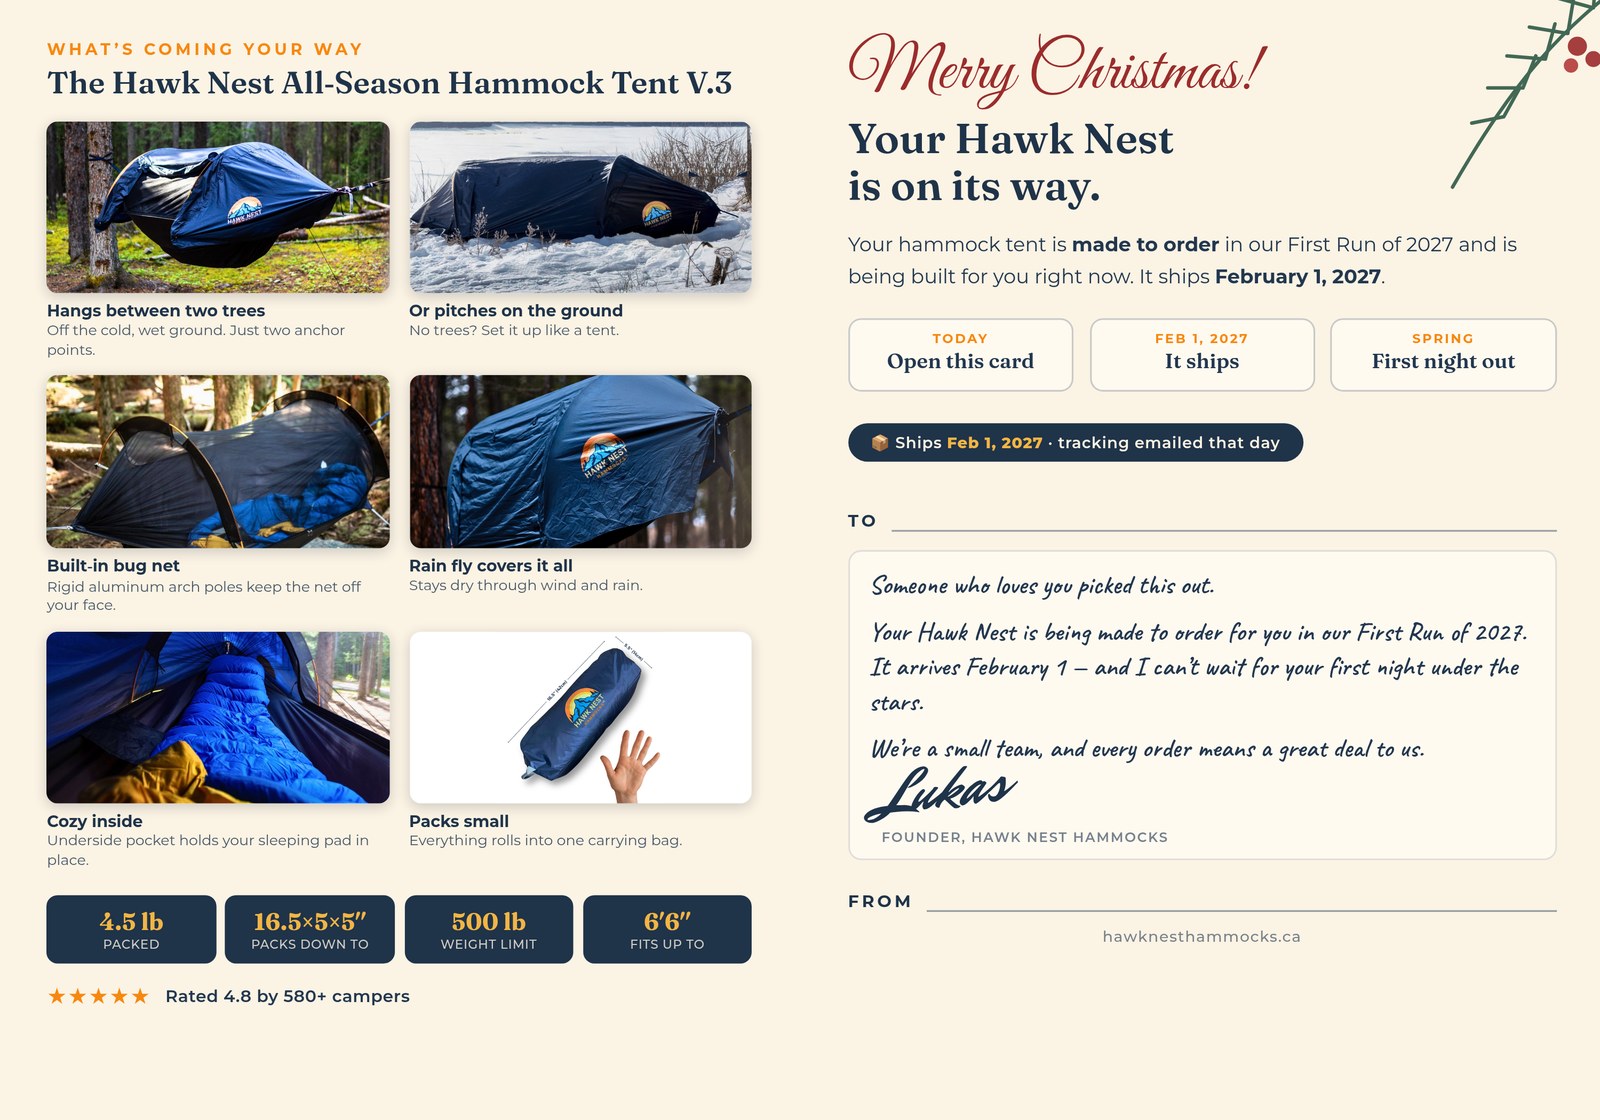 WHAT’S COMING YOUR WAY
The Hawk Nest All-Season Hammock Tent V.3
HAWK NEST
HAWK NEST
Hangs between two trees
Off the cold, wet ground. Just two anchor
points.
Or pitches on the ground
No trees? Set it up like a tent.
HAWK NEST
HAMMOCKS
Built-in bug net
Rigid aluminum arch poles keep the net off
your face.
Rain fly covers it all
Stays dry through wind and rain.
HAWK NEST
Cozy inside
Underside pocket holds your sleeping pad in
place.
Packs small
Everything rolls into one carrying bag.
4.5 lb
PACKED
16.5×5×5″
PACKS DOWN TO
500 lb
WEIGHT LIMIT
6′6″
FITS UP TO
★★★★★ Rated 4.8 by 580+ campers
Merry Christmas!
Your Hawk Nest
is on its way.
Your hammock tent is made to order in our First Run of 2027 and is
being built for you right now. It ships February 1, 2027.
TODAY
Open this card
FEB 1, 2027
It ships
SPRING
First night out
📦 Ships Feb 1, 2027 · tracking emailed that day
TO
Someone who loves you picked this out.
Your Hawk Nest is being made to order for you in our First Run of 2027.
It arrives February 1 — and I can’t wait for your first night under the
stars.
We’re a small team, and every order means a great deal to us.
Lukas
FOUNDER, HAWK NEST HAMMOCKS
FROM
hawknesthammocks.ca